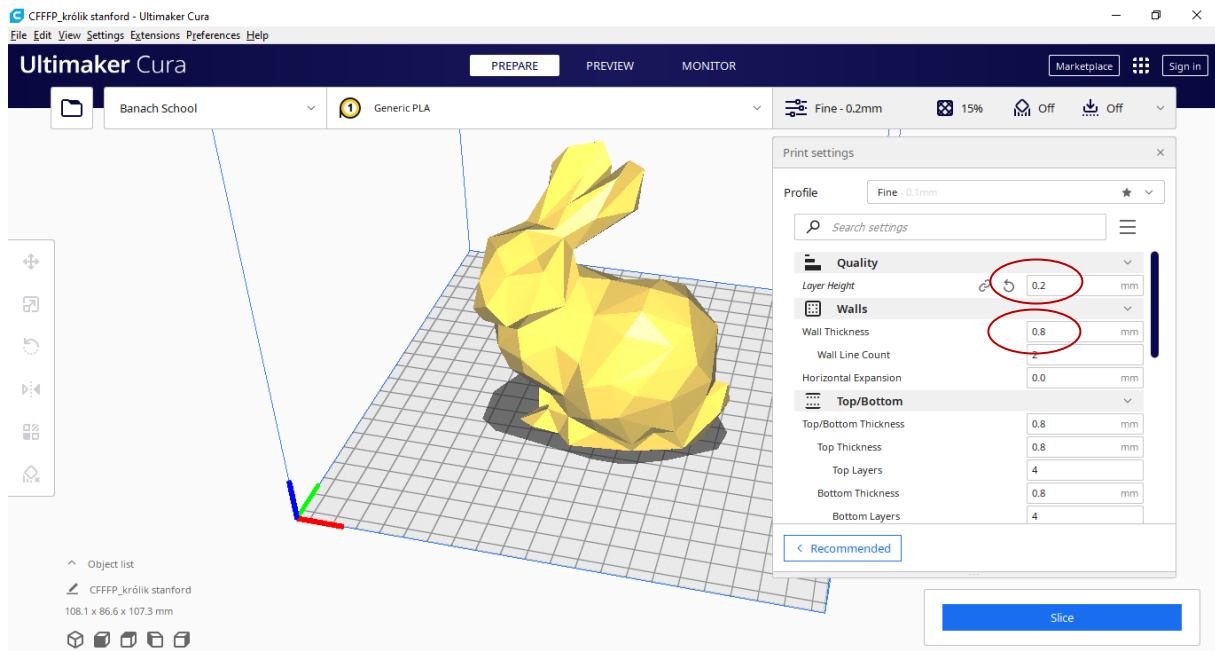 CFFFP_królik stanford - Ultimaker Cura
File Edit View Settings Extensions Preferences Help
Ultimaker Cura
PREPARE PREVIEW MONITOR
Marketplace Sign in
Banach School
1 Generic PLA
Fine - 0.2mm 15% Off Off
Print settings
Profile Fine - 0.1mm
Search settings
Quality
Layer Height 0.2 mm
Walls
Wall Thickness 0.8 mm
Wall Line Count 2
Horizontal Expansion 0.0 mm
Top/Bottom
Top/Bottom Thickness 0.8 mm
Top Thickness 0.8 mm
Top Layers 4
Bottom Thickness 0.8 mm
Bottom Layers 4
< Recommended
Object list
CFFFP_królik stanford
108.1 x 86.6 x 107.3 mm
Slice